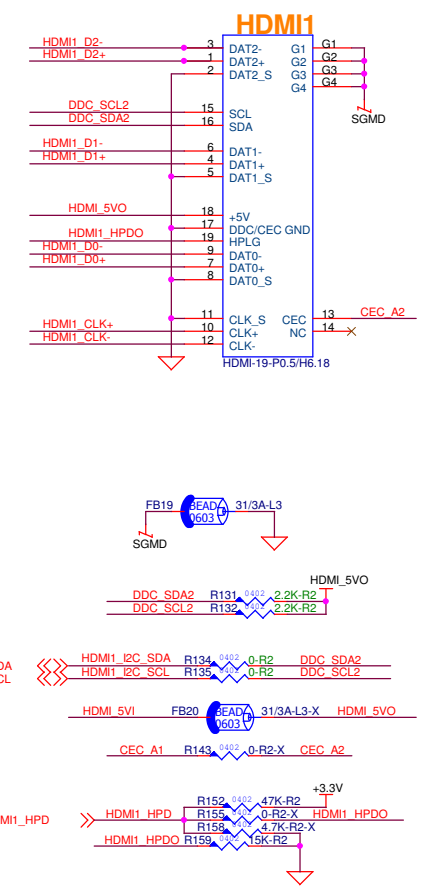 HDMI1
HDMI1_D2- 3 DAT2- G1 G1
HDMI1_D2+ 1 DAT2+ G2 G2
2 DAT2_S G3 G3
G4 G4
DDC_SCL2 15 SCL SGMD
DDC_SDA2 16 SDA
HDMI1_D1- 6 DAT1-
HDMI1_D1+ 4 DAT1+
5 DAT1_S
HDMI_5VO 18 +5V
17 DDC/CEC GND
HDMI1_HPDO 19 HPLG
HDMI1_D0- 9 DAT0-
HDMI1_D0+ 7 DAT0+
8 DAT0_S
11 CLK_S CEC 13 CEC_A2
HDMI1_CLK+ 10 CLK+ NC 14
HDMI1_CLK- 12 CLK-
HDMI-19-P0.5/H6.18
FB19 BEAD 31/3A-L3
0603
SGMD
HDMI_5VO
DDC_SDA2 R131 0402 2.2K-R2
DDC_SCL2 R132 0402 2.2K-R2
DA HDMI1_I2C_SDA R134 0402 0-R2 DDC_SDA2
CL HDMI1_I2C_SCL R135 0402 0-R2 DDC_SCL2
HDMI_5VI FB20 BEAD 31/3A-L3-X HDMI_5VO
0603
CEC_A1 R143 0402 0-R2-X CEC_A2
+3.3V
R152 0402 47K-R2
MI1_HPD HDMI1_HPD R155 0402 0-R2-X HDMI1_HPDO
R158 0402 4.7K-R2-X
HDMI1_HPDO R159 0402 15K-R2